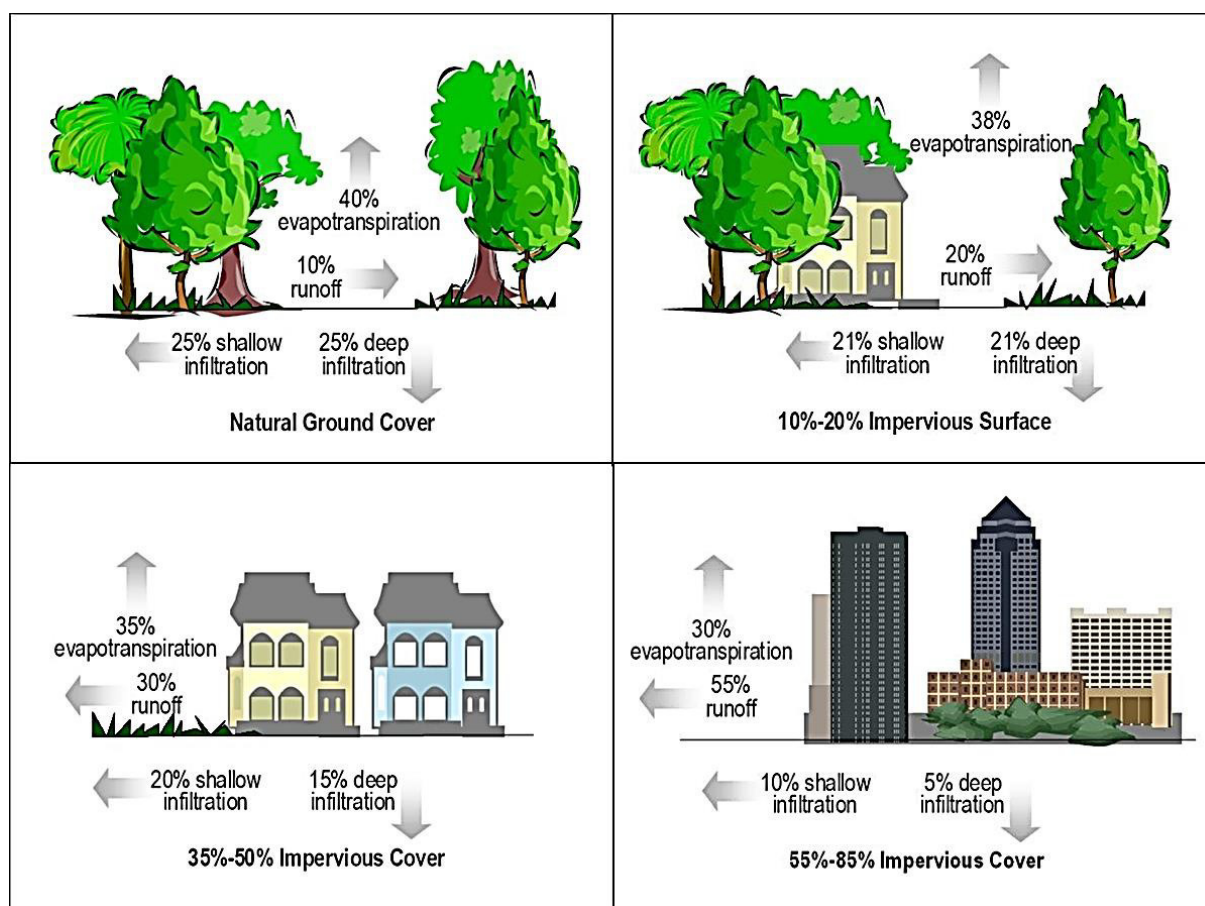 40%
evapotranspiration
10%
runoff
25% shallow
infiltration
25% deep
infiltration
Natural Ground Cover
38%
evapotranspiration
20%
runoff
21% shallow
infiltration
21% deep
infiltration
10%-20% Impervious Surface
35%
evapotranspiration
30%
runoff
20% shallow
infiltration
15% deep
infiltration
35%-50% Impervious Cover
30%
evapotranspiration
55%
runoff
10% shallow
infiltration
5% deep
infiltration
55%-85% Impervious Cover